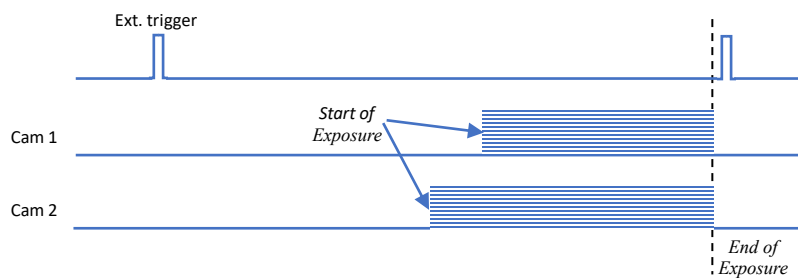 Ext. trigger
Start of
Exposure
Cam 1
Cam 2
End of
Exposure